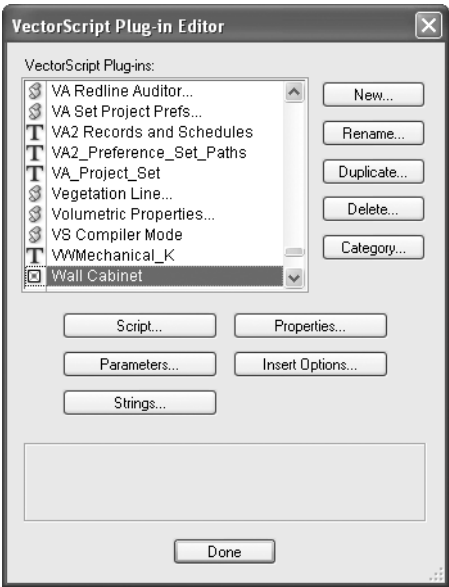 VectorScript Plug-in Editor
VectorScript Plug-ins:
VA Redline Auditor...
VA Set Project Prefs...
VA2 Records and Schedules
VA2_Preference_Set_Paths
VA_Project_Set
Vegetation Line...
Volumetric Properties...
VS Compiler Mode
VWMechanical_K
Wall Cabinet
New...
Rename...
Duplicate...
Delete...
Category...
Script...
Properties...
Parameters...
Insert Options...
Strings...
Done